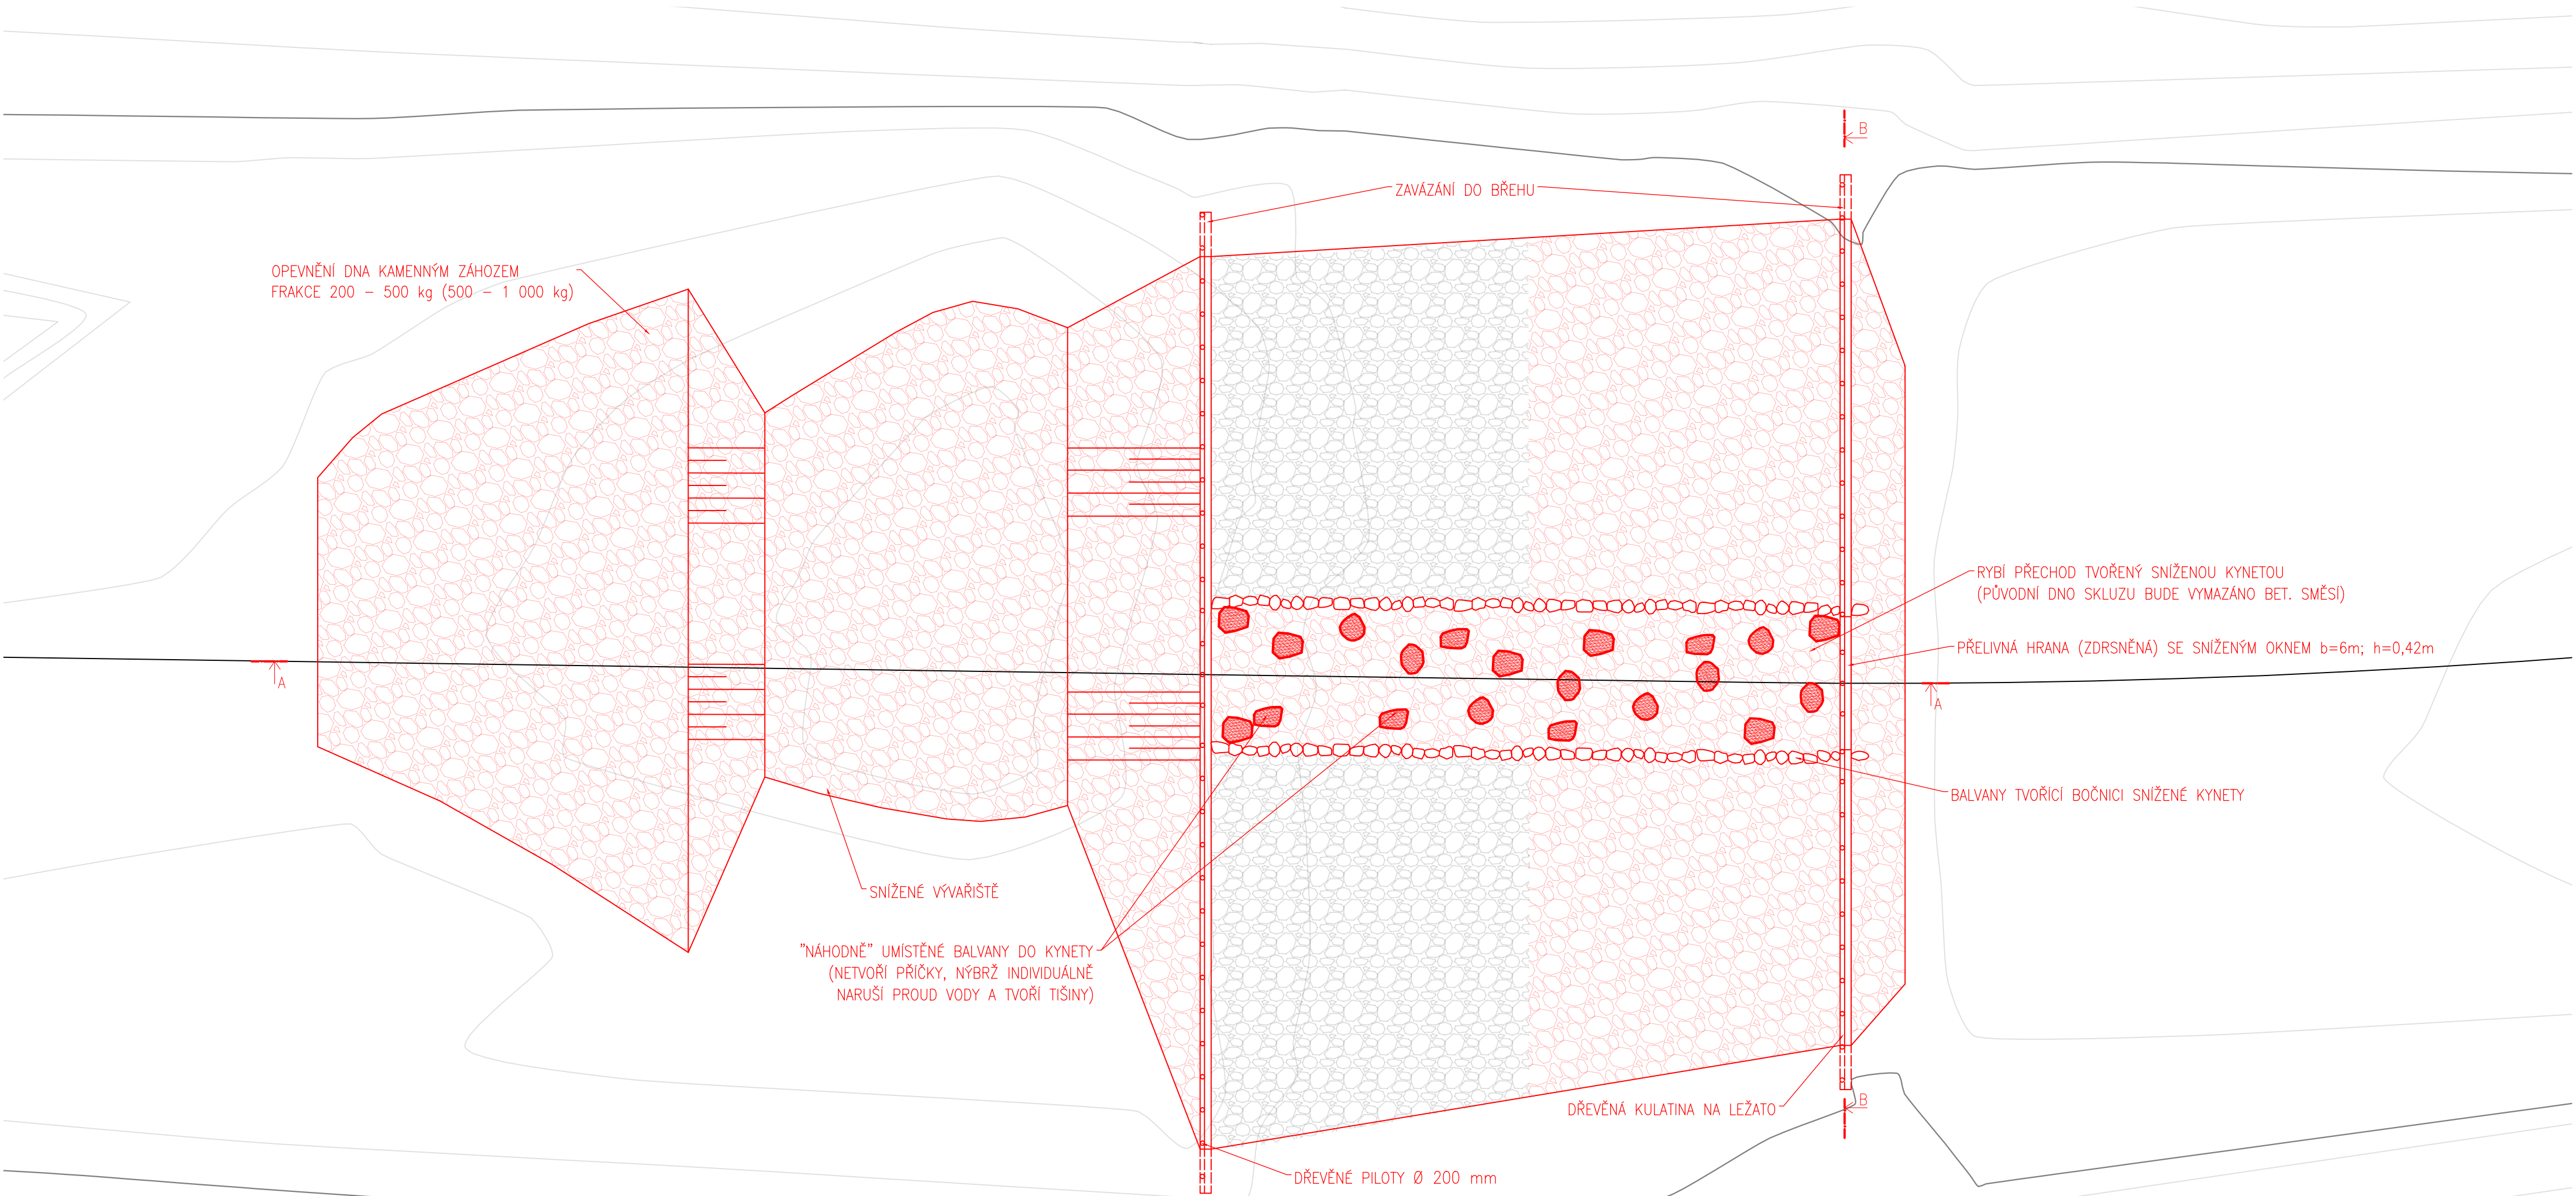 B
ZAVÁZÁNÍ DO BŘEHU
OPEVNĚNÍ DNA KAMENNÝM ZÁHOZEM
FRAKCE 200 – 500 kg (500 – 1 000 kg)
RYBÍ PŘECHOD TVOŘENÝ SNÍŽENOU KYNETOU
(PŮVODNÍ DNO SKLUZU BUDE VYMAZÁNO BET. SMĚSÍ)
PŘELIVNÁ HRANA (ZDRSNĚNÁ) SE SNÍŽENÝM OKNEM b=6m; h=0,42m
A
A
BALVANY TVOŘÍCÍ BOČNICI SNÍŽENÉ KYNETY
SNÍŽENÉ VÝVAŘIŠTĚ
"NÁHODNĚ" UMÍSTĚNÉ BALVANY DO KYNETY
(NETVOŘÍ PŘÍČKY, NÝBRŽ INDIVIDUÁLNĚ
NARUŠÍ PROUD VODY A TVOŘÍ TIŠINY)
B
DŘEVĚNÁ KULATINA NA LEŽATO
DŘEVĚNÉ PILOTY Ø 200 mm